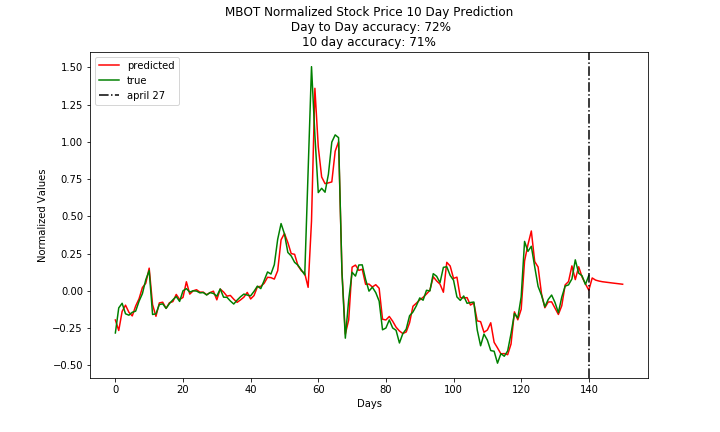 MBOT Normalized Stock Price 10 Day Prediction
Day to Day accuracy: 72%
10 day accuracy: 71%
predicted
true
april 27
Normalized Values
1.50
1.25
1.00
0.75
0.50
0.25
0.00
−0.25
−0.50
0 20 40 60 80 100 120 140
Days